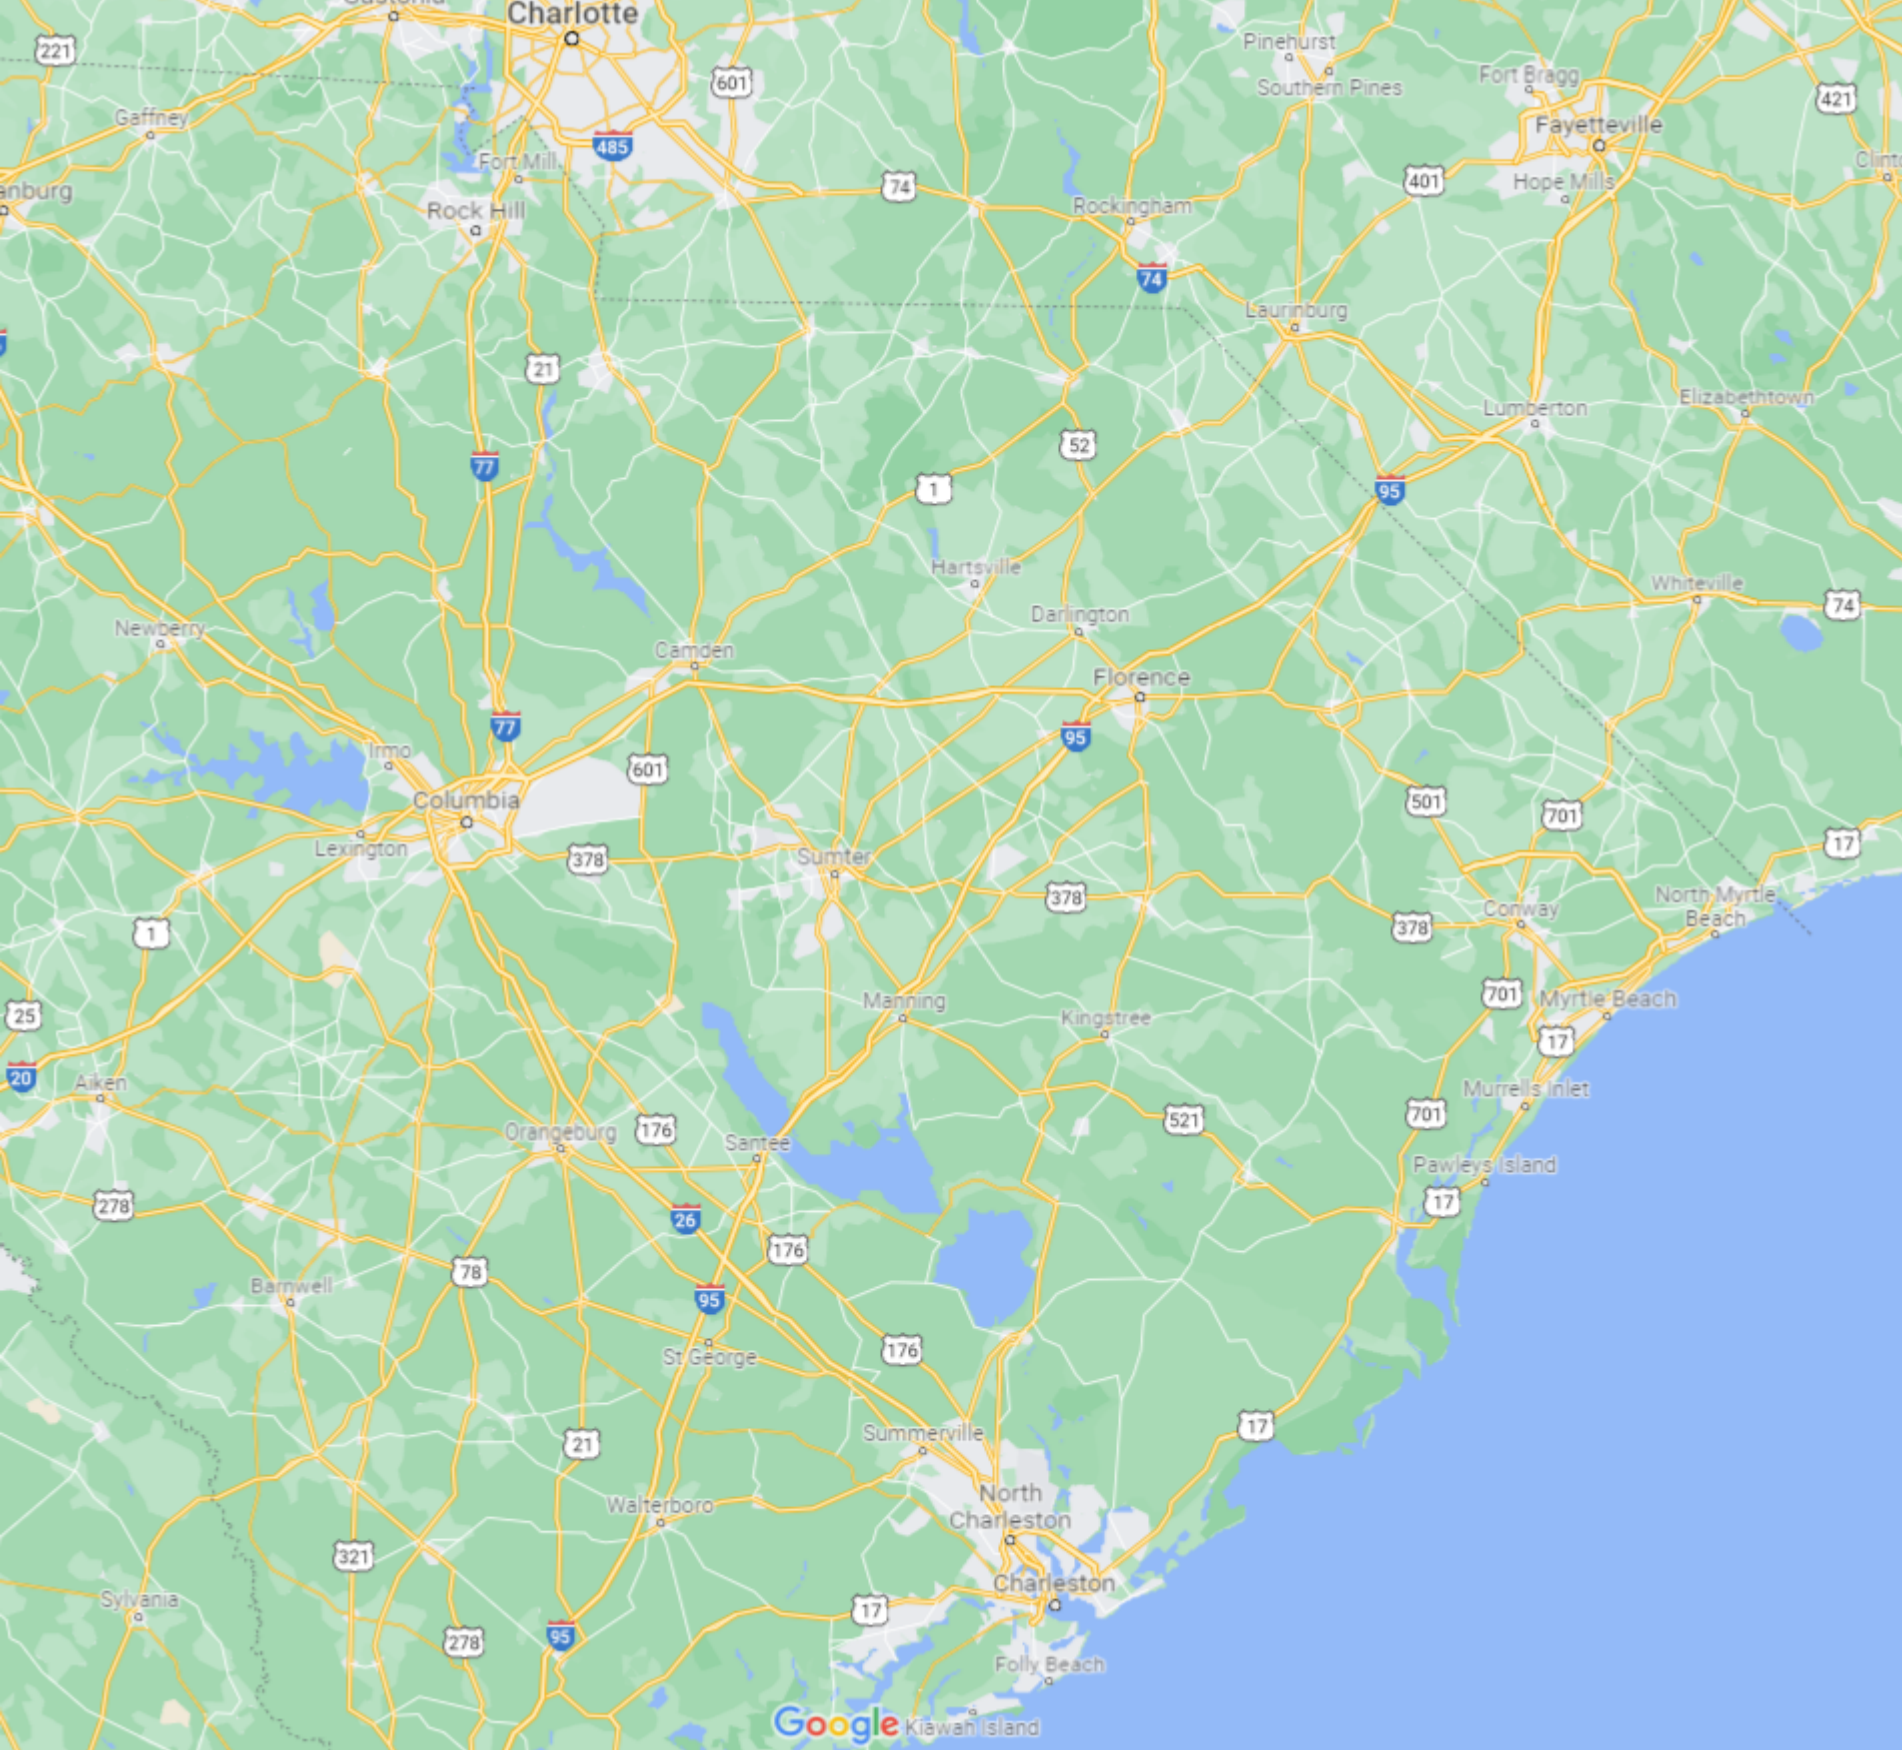 Charlotte
221
Pinehurst
601
Fort Bragg
Southern Pines
421
Gaffney
Fayetteville
485
Fort Mill
74
401
Hope Mills
Rock Hill
Rockingham
74
Laurinburg
21
Elizabethtown
Lumberton
52
77
1
95
Hartsville
Whiteville
74
Darlington
Newberry
Camden
Florence
77
95
Irmo
601
Columbia
501
701
17
Lexington
378
Sumter
378
North Myrtle
Beach
Conway
378
1
701
Myrtle Beach
Manning
25
Kingstree
17
20
Aiken
Murrells Inlet
701
521
Orangeburg
176
Santee
Pawleys Island
278
17
26
176
78
Barnwell
95
St George
176
17
Summerville
21
North
Charleston
Walterboro
321
Charleston
Sylvania
17
95
278
Folly Beach
Google
Kiawah Island